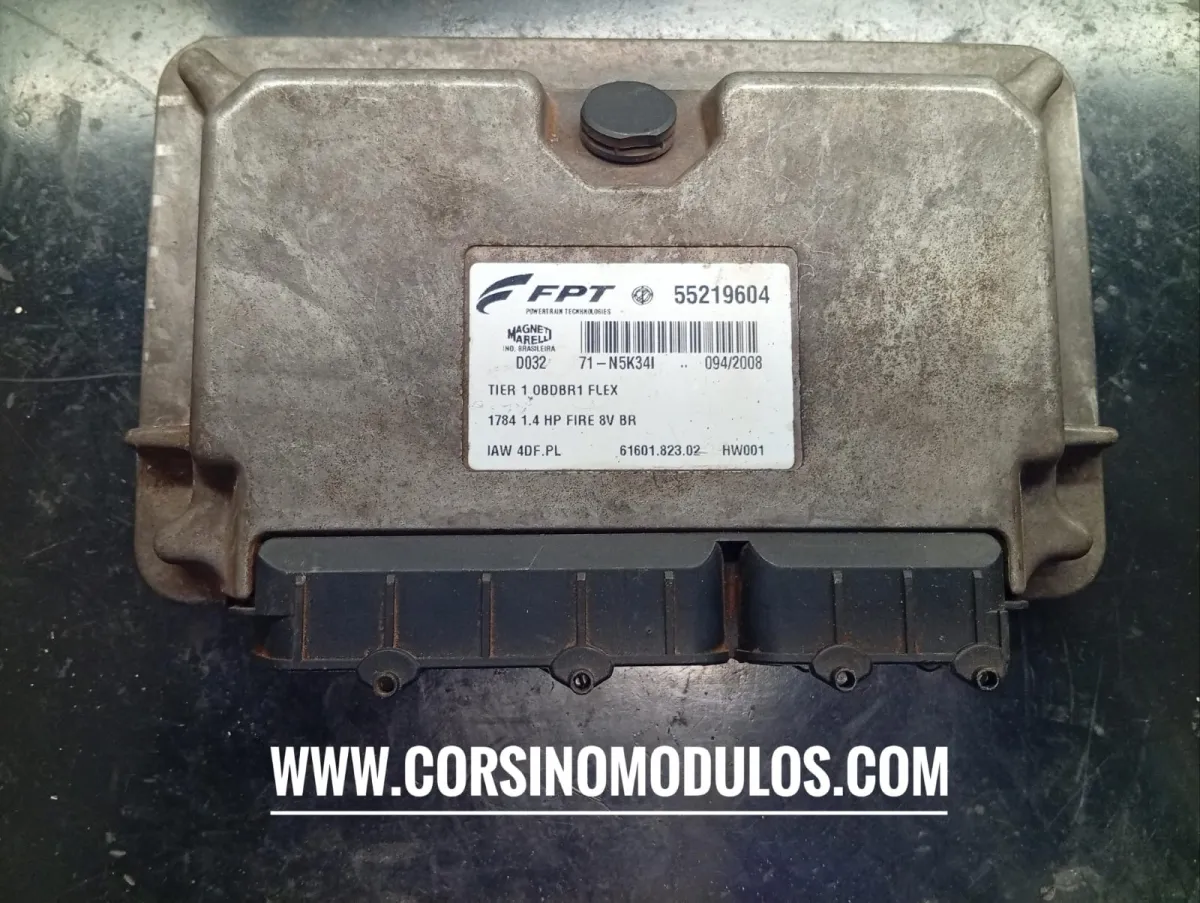 FPT 55219604
POWERTRAIN TECHNOLOGIES
MAGNETI MARELLI
IND. BRASILEIRA
D032 71-N5K34I .. 094/2008
TIER 1 OBDBR1 FLEX
1784 1.4 HP FIRE 8V BR
IAW 4DF.PL 61601.823.02 HW001
WWW.CORSINOMODULOS.COM